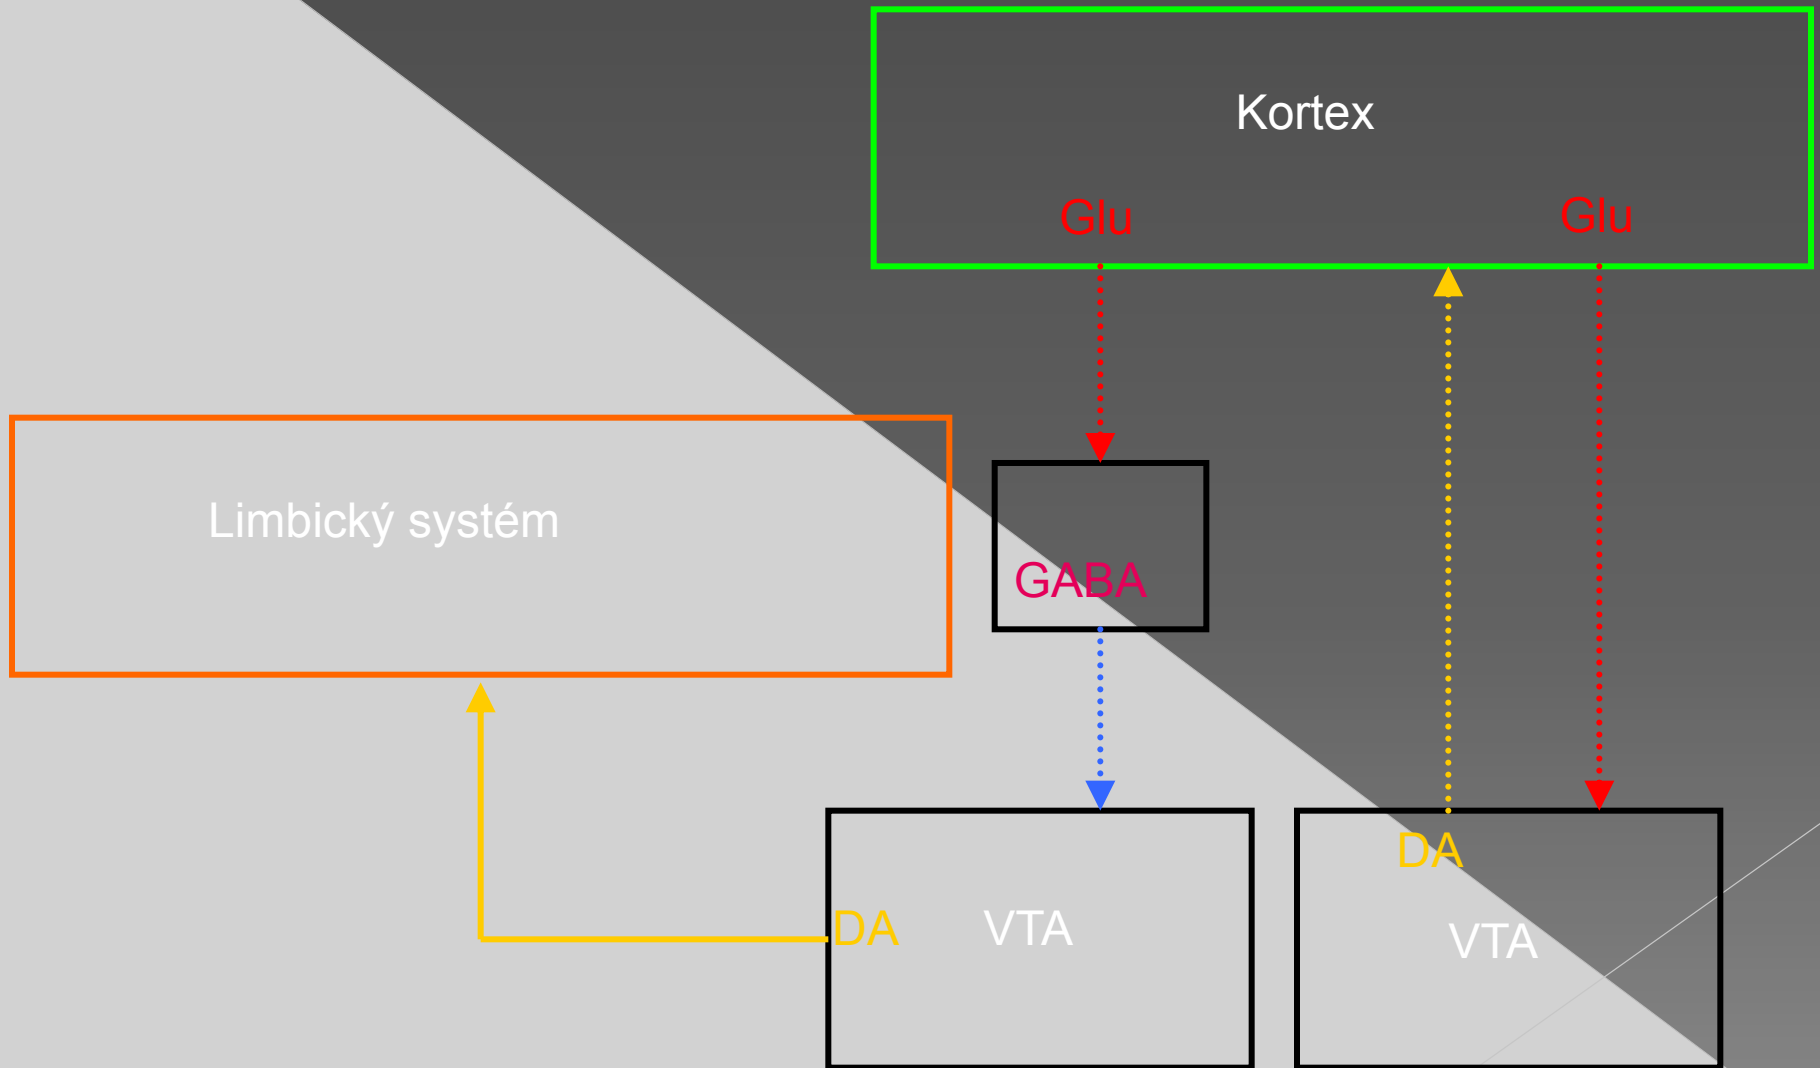 Kortex
Glu
Glu
Limbický systém
GABA
DA
DA
VTA
VTA